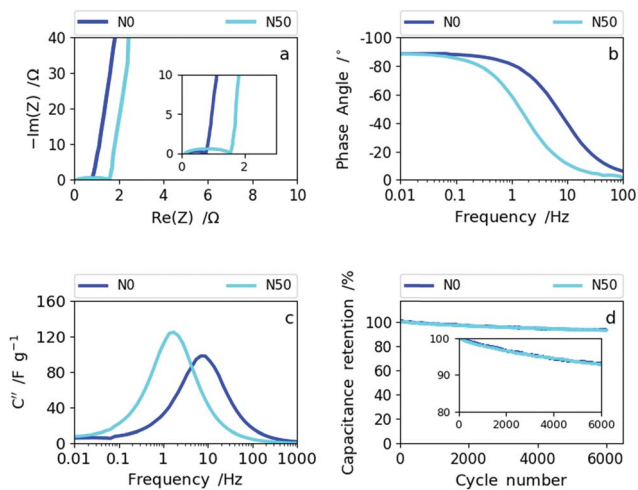 N0 N50
a
−Im(Z) /Ω
40
30
20
10
0
10
5
0
0 2
0 2 4 6 8 10
Re(Z) /Ω
N0 N50
b
Phase Angle /°
-100
-80
-60
-40
-20
0
0.01 0.1 1 10 100
Frequency /Hz
N0 N50
c
C″ /F g⁻¹
160
120
80
40
0
0.01 0.1 1 10 100 1000
Frequency /Hz
N0 N50
d
Capacitance retention /%
100
80
60
40
20
0
100
90
80
0 2000 4000 6000
0 2000 4000 6000
Cycle number